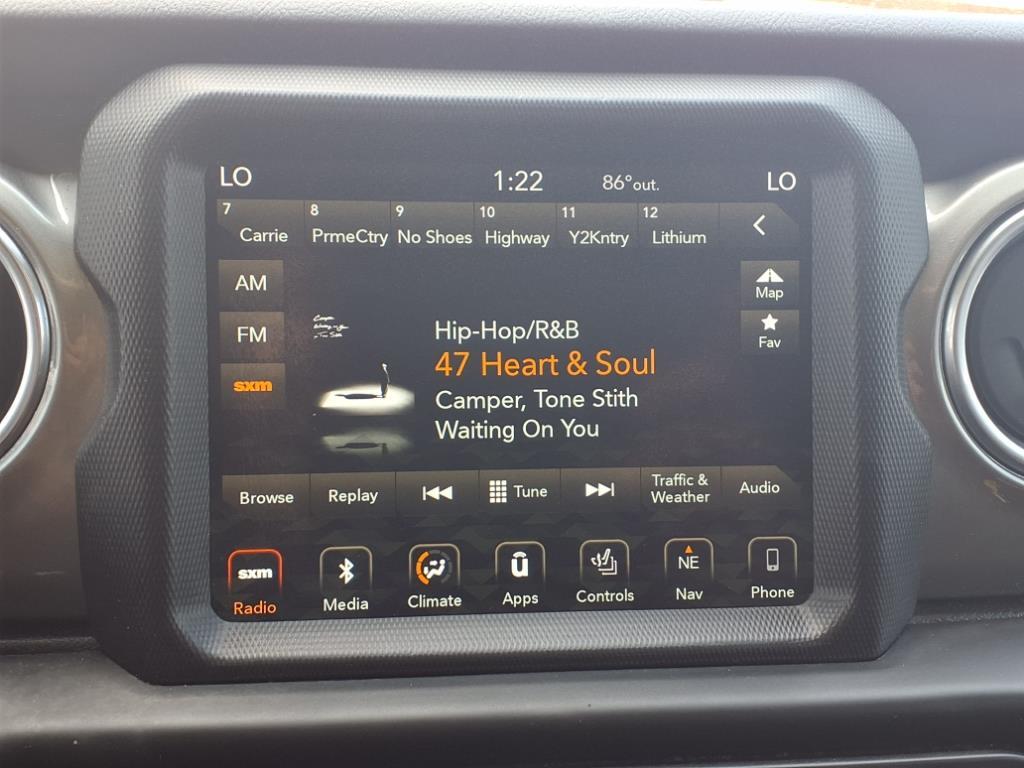 LO 1:22 86°out. LO
7 8 9 10 11 12
Carrie PrmeCtry No Shoes Highway Y2Kntry Lithium
AM
Map
FM
Fav
sxm
Hip-Hop/R&B
47 Heart & Soul
Camper, Tone Stith
Waiting On You
Browse Replay Tune Traffic & Weather Audio
sxm NE
Radio Media Climate Apps Controls Nav Phone